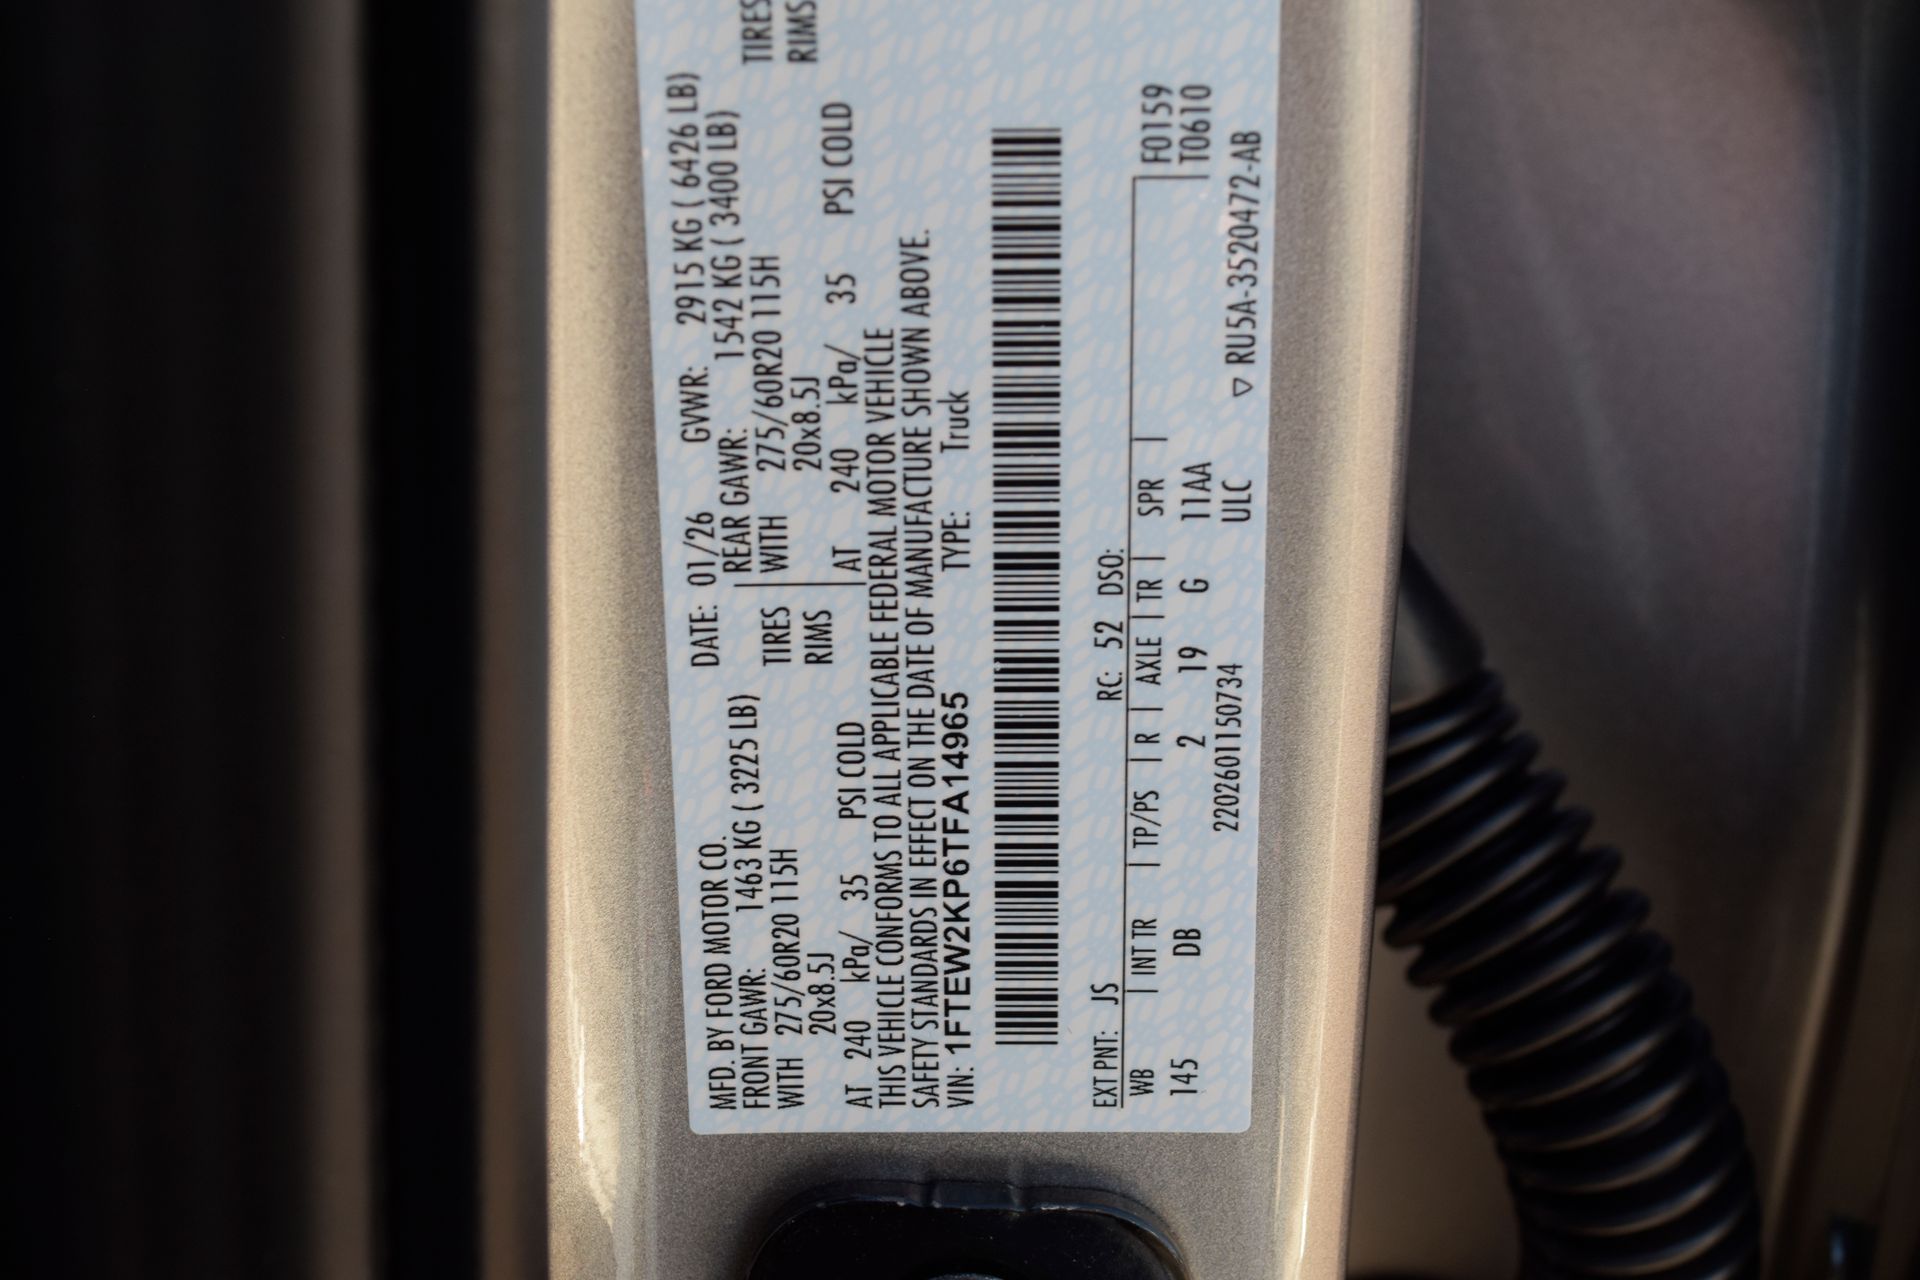 MFD. BY FORD MOTOR CO. DATE: 01/26 GVWR: 2915 KG ( 6426 LB)
FRONT GAWR: 1463 KG ( 3225 LB) REAR GAWR: 1542 KG ( 3400 LB)
WITH 275/60R20 115H TIRES WITH 275/60R20 115H TIRES
20x8.5J RIMS 20x8.5J RIMS
AT 240 kPa/ 35 PSI COLD AT 240 kPa/ 35 PSI COLD
THIS VEHICLE CONFORMS TO ALL APPLICABLE FEDERAL MOTOR VEHICLE
SAFETY STANDARDS IN EFFECT ON THE DATE OF MANUFACTURE SHOWN ABOVE.
VIN: 1FTEW2KP6TFA14965 TYPE: Truck
EXT PNT: JS RC: 52 DSO:
WB | INT TR | TP/PS | R | AXLE | TR | SPR | F0159
145 DB 2 19 G 11AA T0610
2202601150734 ULC ▽ RU5A-3520472-AB